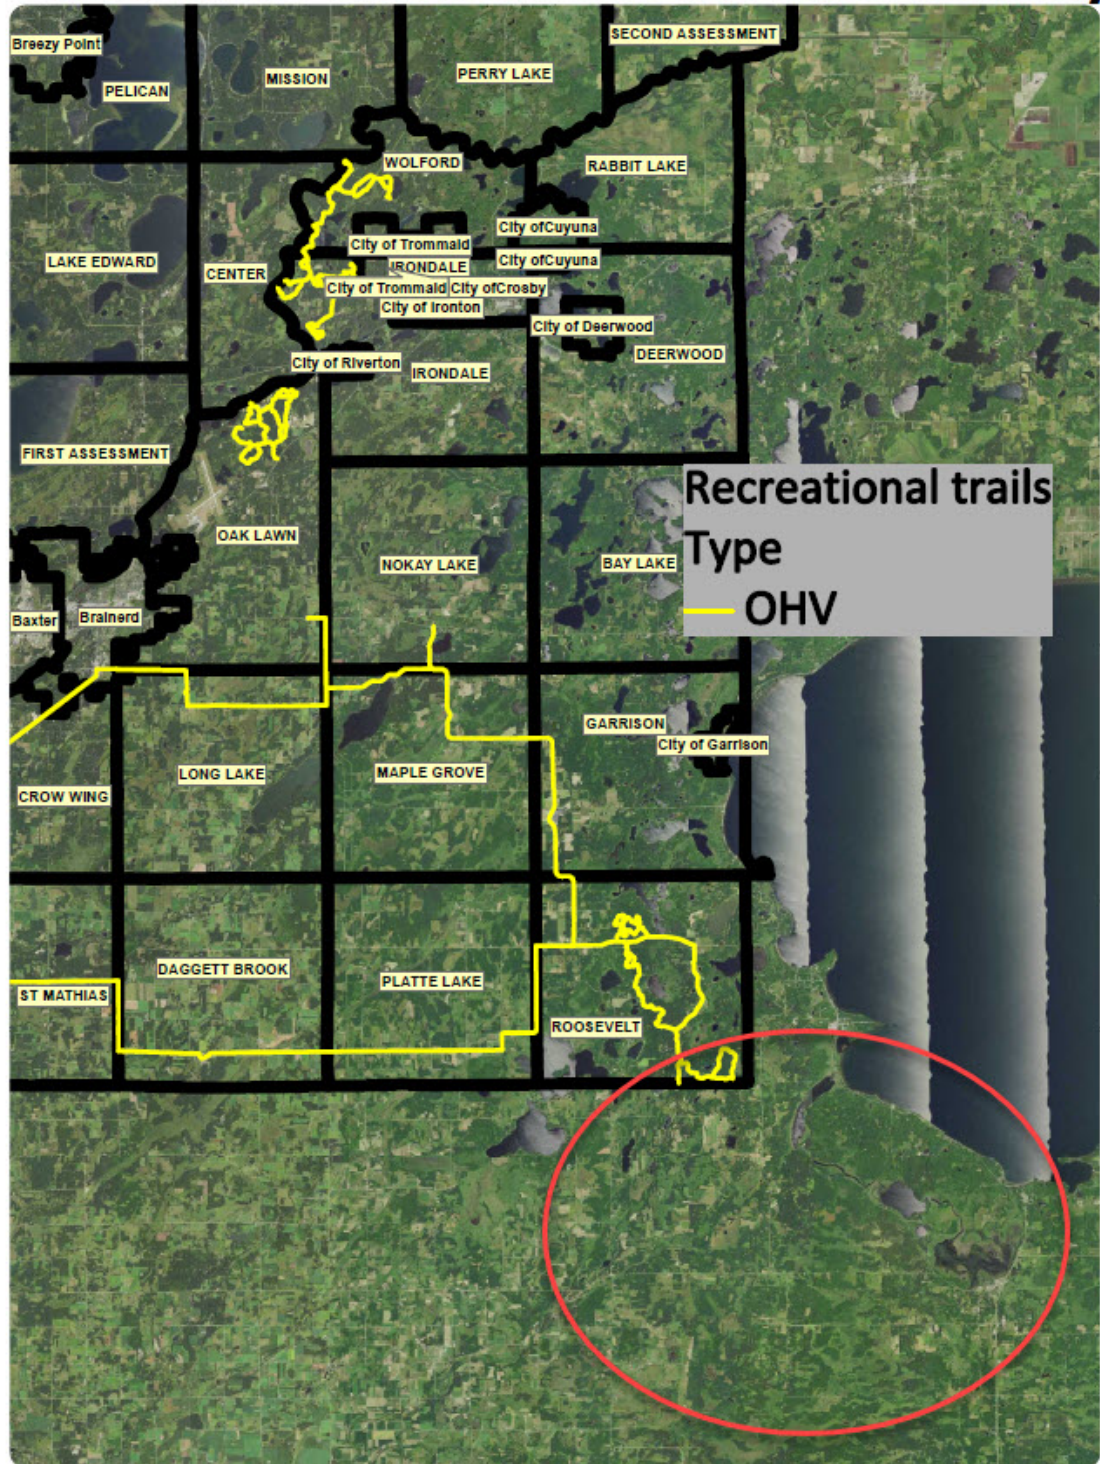 SECOND ASSESSMENT
Breezy Point
PERRY LAKE
MISSION
PELICAN
WOLFORD
RABBIT LAKE
City ofCuyuna
City of Trommald
City ofCuyuna
LAKE EDWARD
IRONDALE
CENTER
City of Trommald
City ofCrosby
City of Ironton
City of Deerwood
DEERWOOD
City of Riverton
IRONDALE
FIRST ASSESSMENT
Recreational trails
OAK LAWN
Type
NOKAY LAKE
BAY LAKE
OHV
Brainerd
Baxter
GARRISON
City of Garrison
MAPLE GROVE
LONG LAKE
CROW WING
DAGGETT BROOK
PLATTE LAKE
ST MATHIAS
ROOSEVELT